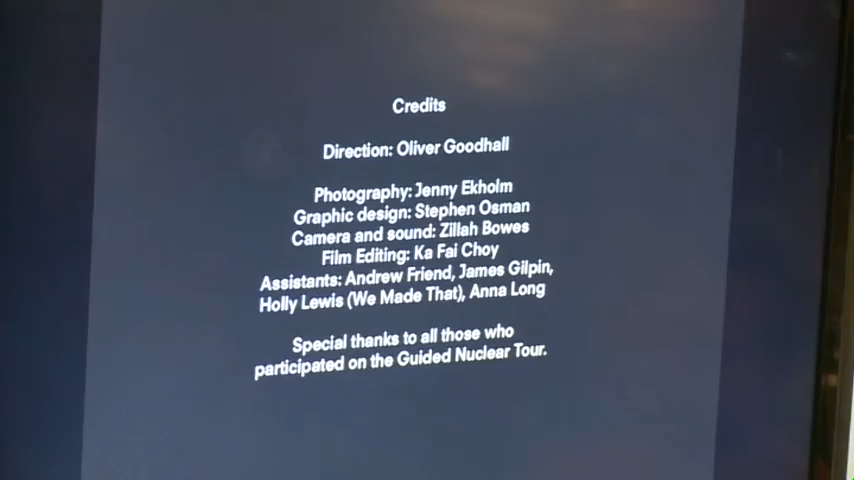 Credits
Direction: Oliver Goodhall
Photography: Jenny Ekholm
Graphic design: Stephen Osman
Camera and sound: Zillah Bowes
Film Editing: Ka Fai Choy
Assistants: Andrew Friend, James Gilpin,
Holly Lewis (We Made That), Anna Long
Special thanks to all those who
participated on the Guided Nuclear Tour.